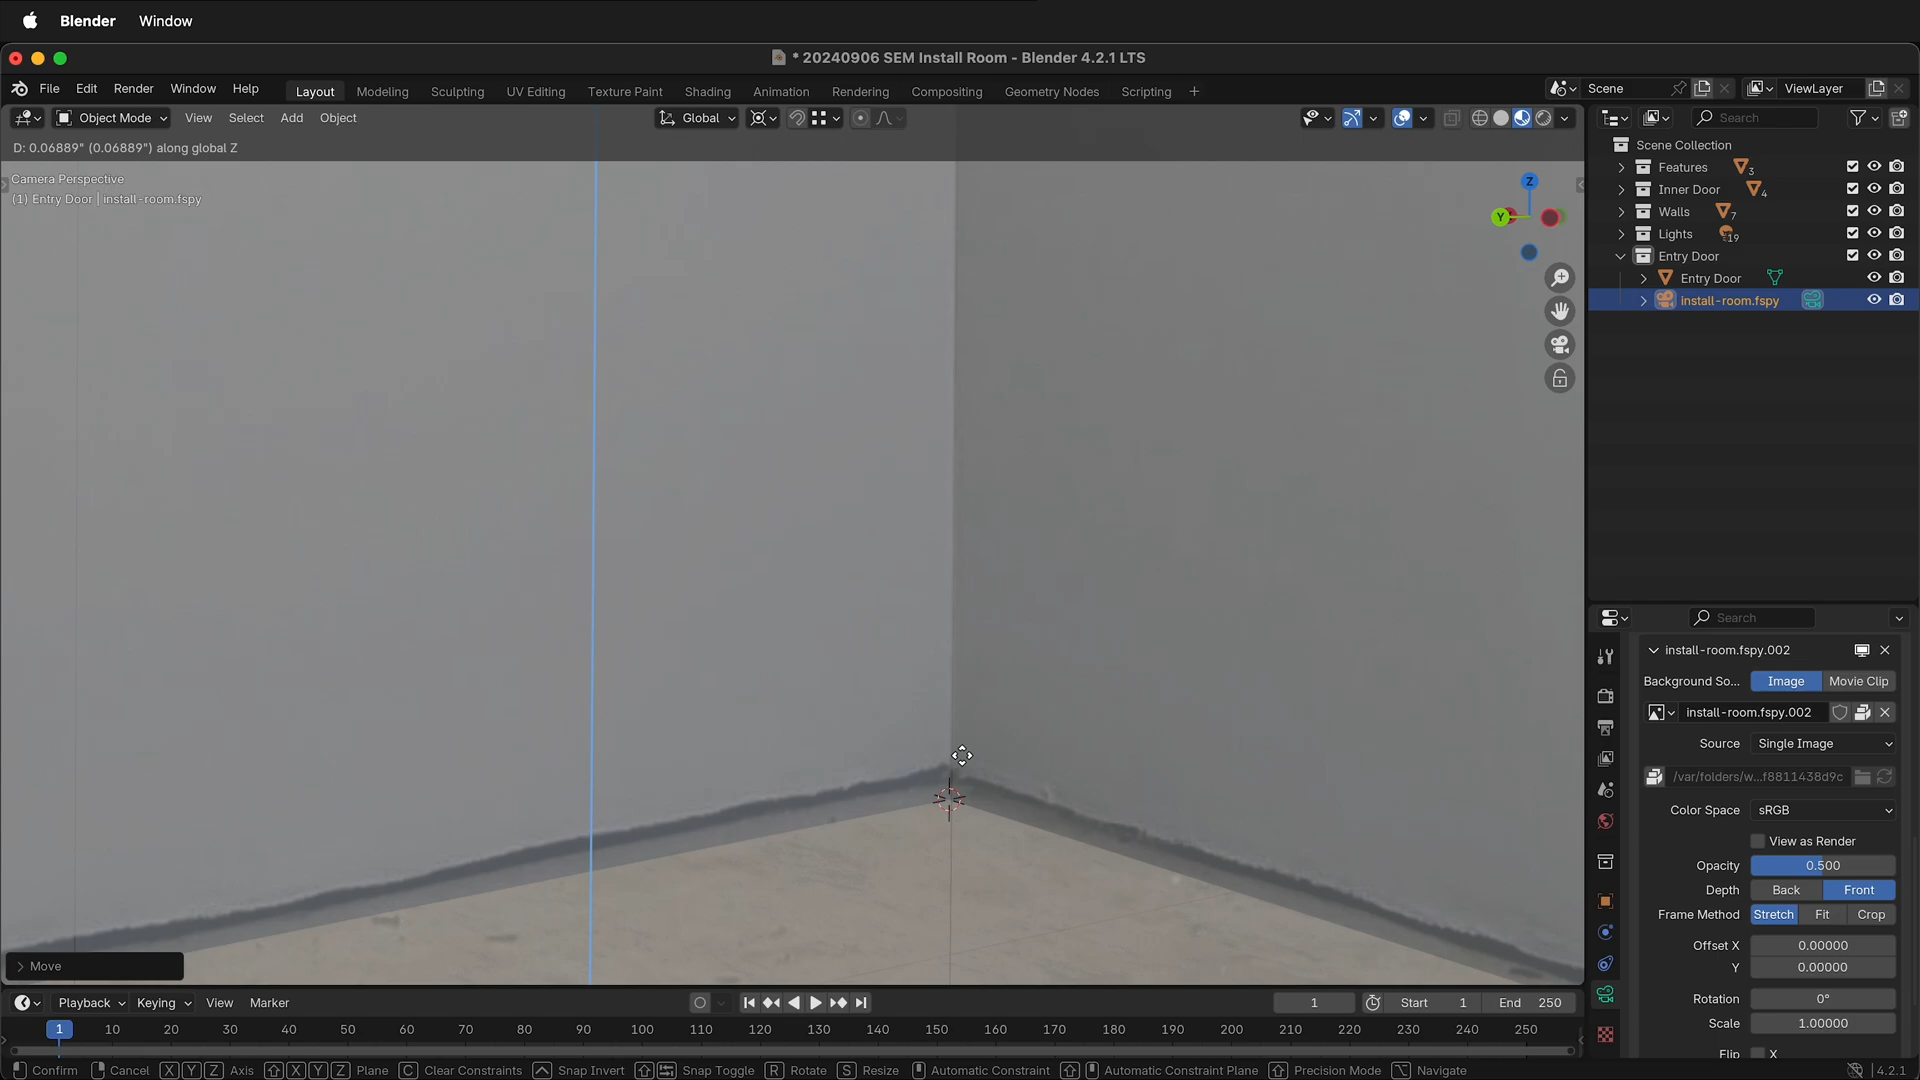 Blender Window
* 20240906 SEM Install Room - Blender 4.2.1 LTS
File Edit Render Window Help Layout Modeling Sculpting UV Editing Texture Paint Shading Animation Rendering Compositing Geometry Nodes Scripting + Scene ViewLayer
Object Mode View Select Add Object Global Search
D: 0.06889" (0.06889") along global Z
Camera Perspective
(1) Entry Door | install-room.fspy
Z
Y
Scene Collection
Features 3
Inner Door 4
Walls 7
Lights 19
Entry Door
Entry Door
install-room.fspy
Search
install-room.fspy.002
Background So... Image Movie Clip
install-room.fspy.002
Source Single Image
/var/folders/w...f8811438d9c
Color Space sRGB
View as Render
Opacity 0.500
Depth Back Front
Frame Method Stretch Fit Crop
Offset X 0.00000
Y 0.00000
Rotation 0°
Scale 1.00000
Flip X
Move
Playback Keying View Marker 1 Start 1 End 250
1 10 20 30 40 50 60 70 80 90 100 110 120 130 140 150 160 170 180 190 200 210 220 230 240 250
Confirm Cancel X Y Z Axis X Y Z Plane C Clear Constraints Snap Invert Snap Toggle R Rotate S Resize Automatic Constraint Automatic Constraint Plane Precision Mode Navigate 4.2.1